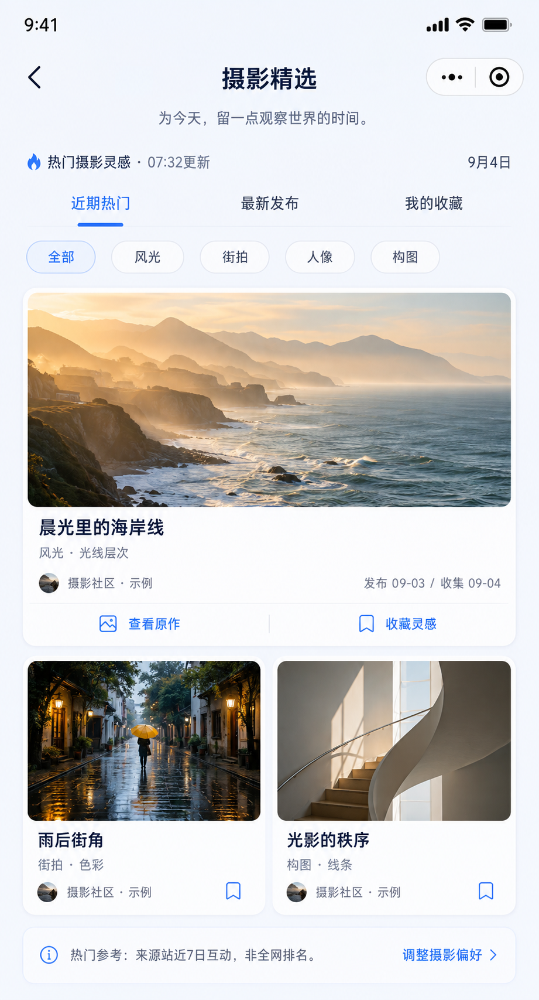 9:41
摄影精选
为今天，留一点观察世界的时间。
热门摄影灵感 · 07:32更新 9月4日
近期热门 最新发布 我的收藏
全部 风光 街拍 人像 构图
晨光里的海岸线
风光 · 光线层次
摄影社区 · 示例 发布 09-03 / 收集 09-04
查看原作 收藏灵感
雨后街角
街拍 · 色彩
摄影社区 · 示例
光影的秩序
构图 · 线条
摄影社区 · 示例
热门参考：来源站近7日互动，非全网排名。 调整摄影偏好